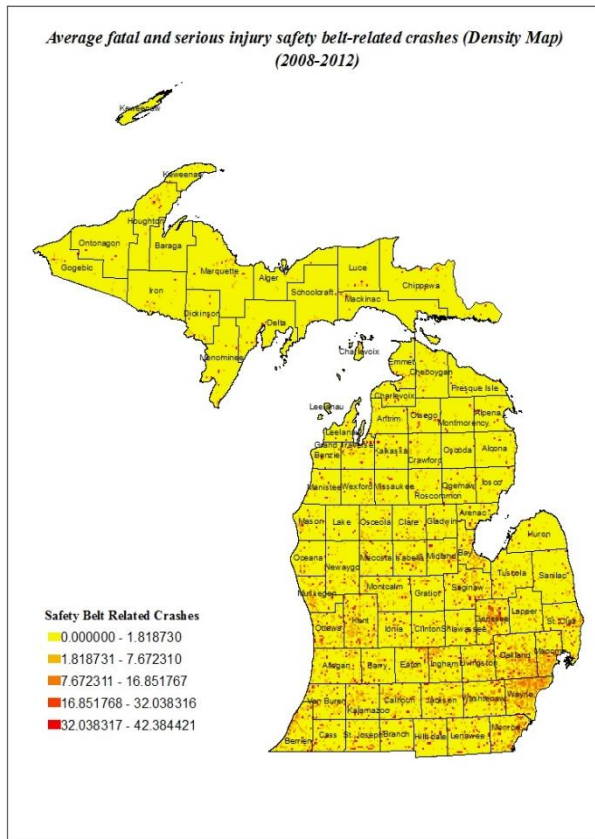 Average fatal and serious injury safety belt-related crashes (Density Map)
(2008-2012)
Keweenaw
Keweenaw
Houghton
Ontonagon
Baraga
Gogebic
Marquette
Alger
Luce
Chippewa
Iron
Schoolcraft
Mackinac
Dickinson
Delta
Menominee
Charlevoix
Emmet
Cheboygan
Presque Isle
Charlevoix
Leelanau
Antrim
Otsego
Montmorency
Alpena
Leelanau
Grand Traverse
Benzie
Kalkaska
Crawford
Oscoda
Alcona
Manistee
Wexford
Missaukee
Roscommon
Ogemaw
Iosco
Arenac
Mason
Lake
Osceola
Clare
Gladwin
Huron
Oceana
Newaygo
Mecosta
Isabella
Midland
Bay
Tuscola
Sanilac
Muskegon
Montcalm
Gratiot
Saginaw
Genesee
Lapeer
St. Clair
Ottawa
Kent
Ionia
Clinton
Shiawassee
Oakland
Macomb
Allegan
Barry
Eaton
Ingham
Livingston
Van Buren
Kalamazoo
Calhoun
Jackson
Washtenaw
Wayne
Berrien
Cass
St. Joseph
Branch
Hillsdale
Lenawee
Monroe
Safety Belt Related Crashes
0.000000 - 1.818730
1.818731 - 7.672310
7.672311 - 16.851767
16.851768 - 32.038316
32.038317 - 42.384421